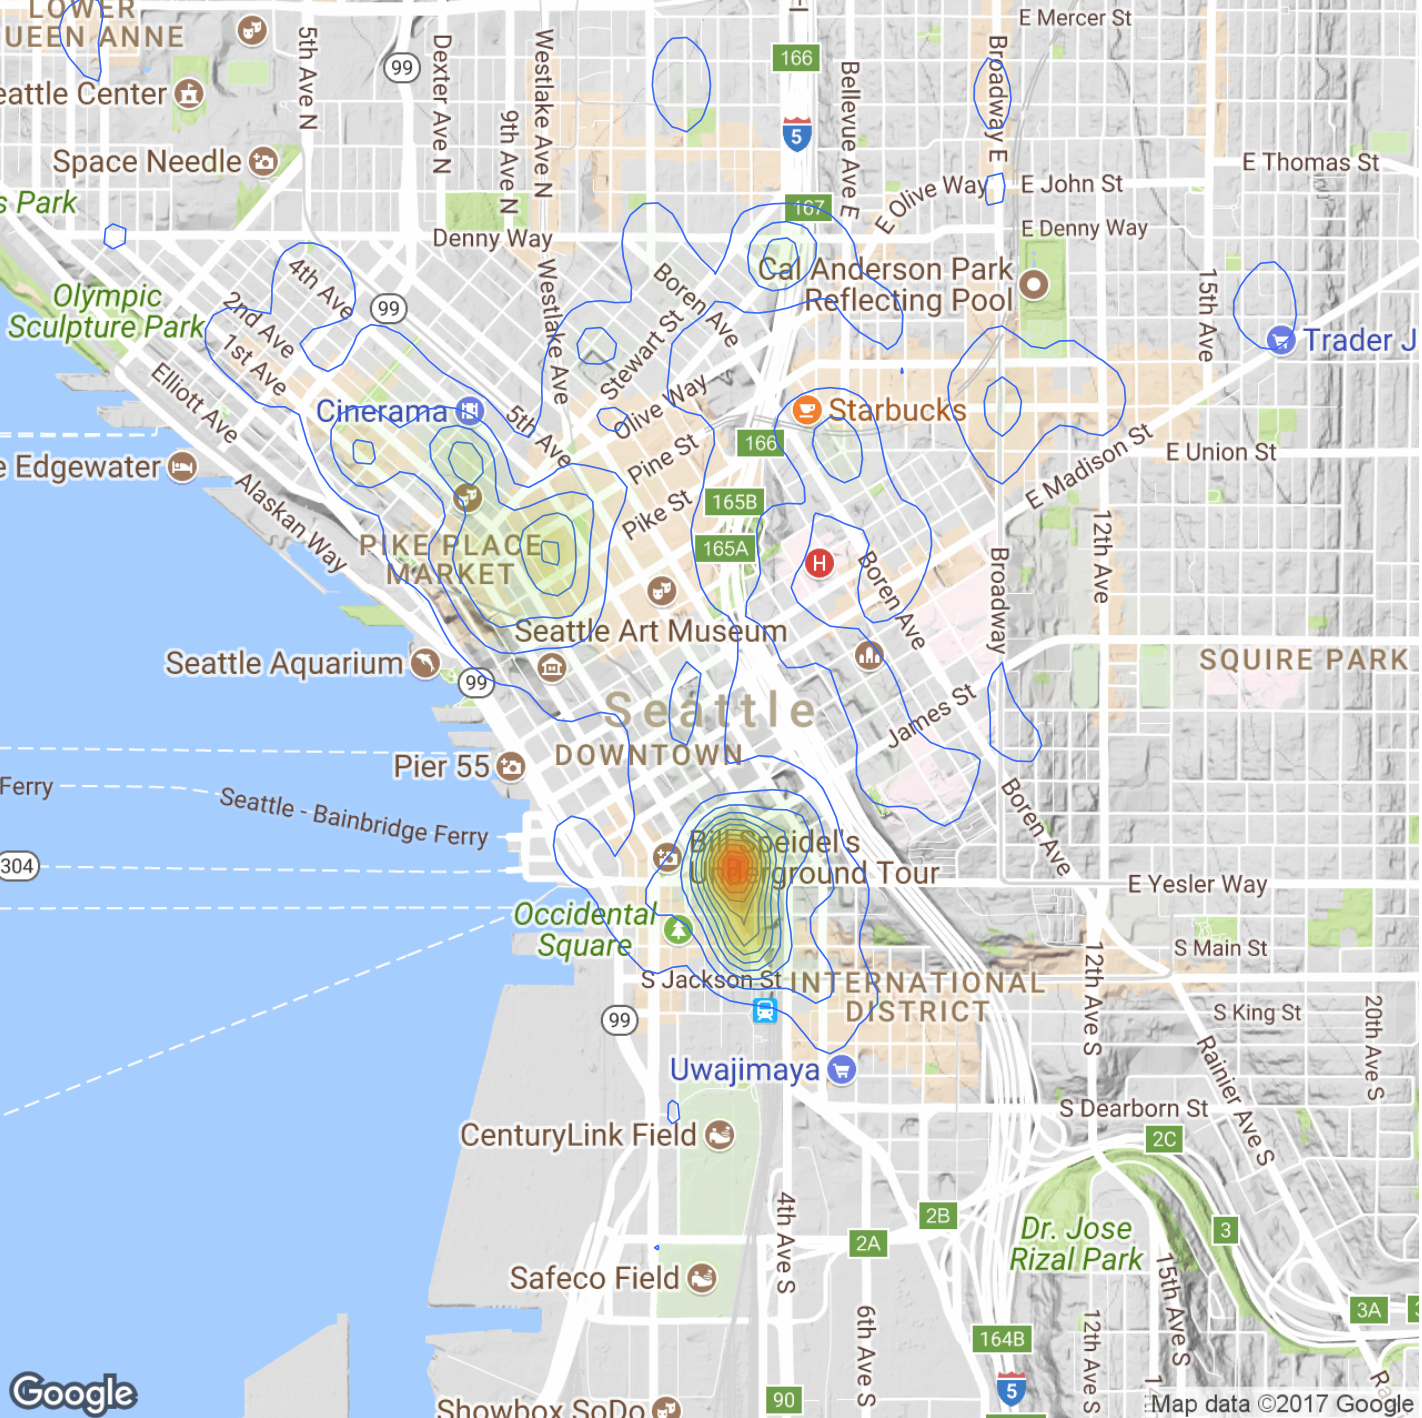 LOWER
QUEEN ANNE
5th Ave N
99
Dexter Ave N
9th Ave N
Westlake Ave N
166
5
Bellevue Ave E
Broadway E
E Mercer St
eattle Center
Space Needle
E Thomas St
E John St
E Olive Way
s Park
167
E Denny Way
Denny Way
Olympic
Sculpture Park
4th Ave
99
2nd Ave
1st Ave
Elliott Ave
Westlake Ave
Boren Ave
Stewart St
Olive Way
Cal Anderson Park
Reflecting Pool
15th Ave
Trader J
Cinerama
5th Ave
Starbucks
Pine St
166
E Madison St
E Union St
e Edgewater
Alaskan Way
Pike St
165B
165A
H
PIKE PLACE
MARKET
Boren Ave
Broadway
12th Ave
Seattle Art Museum
Seattle Aquarium
99
SQUIRE PARK
Seattle
James St
DOWNTOWN
Pier 55
Ferry
Seattle - Bainbridge Ferry
Boren Ave
304
Bill Speidel's
Underground Tour
E Yesler Way
Occidental
Square
S Main St
12th Ave S
S Jackson St
INTERNATIONAL
DISTRICT
99
S King St
20th Ave S
Rainier Ave S
Uwajimaya
S Dearborn St
CenturyLink Field
2C
4th Ave S
2B
2A
Dr. Jose
Rizal Park
3
Safeco Field
15th Ave S
6th Ave S
12th Ave S
3A
3
164B
5
Ra
14
Google
Showbox SoDo
90
Map data ©2017 Google